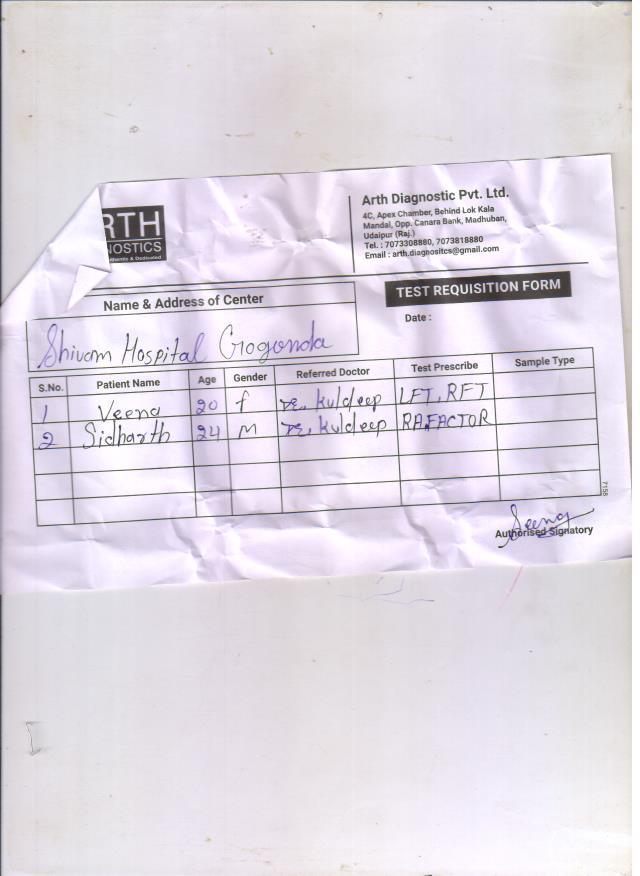 RTH
NOSTICS
thentic & Dedicated
Arth Diagnostic Pvt. Ltd.
4C, Apex Chamber, Behind Lok Kala
Mandal, Opp. Canara Bank, Madhuban,
Udaipur (Raj.)
Tel. : 7073308880, 7073818880
Email : arth.diagnositcs@gmail.com
Name & Address of Center
TEST REQUISITION FORM
Date :
Shivam Hospital Gogonda
S.No. Patient Name Age Gender Referred Doctor Test Prescribe Sample Type
1 Veena 20 f Dr. Kuldeep LFT, RFT
2 Sidharth 24 M Dr. Kuldeep RA.FACTOR
7156
Authorised Signatory